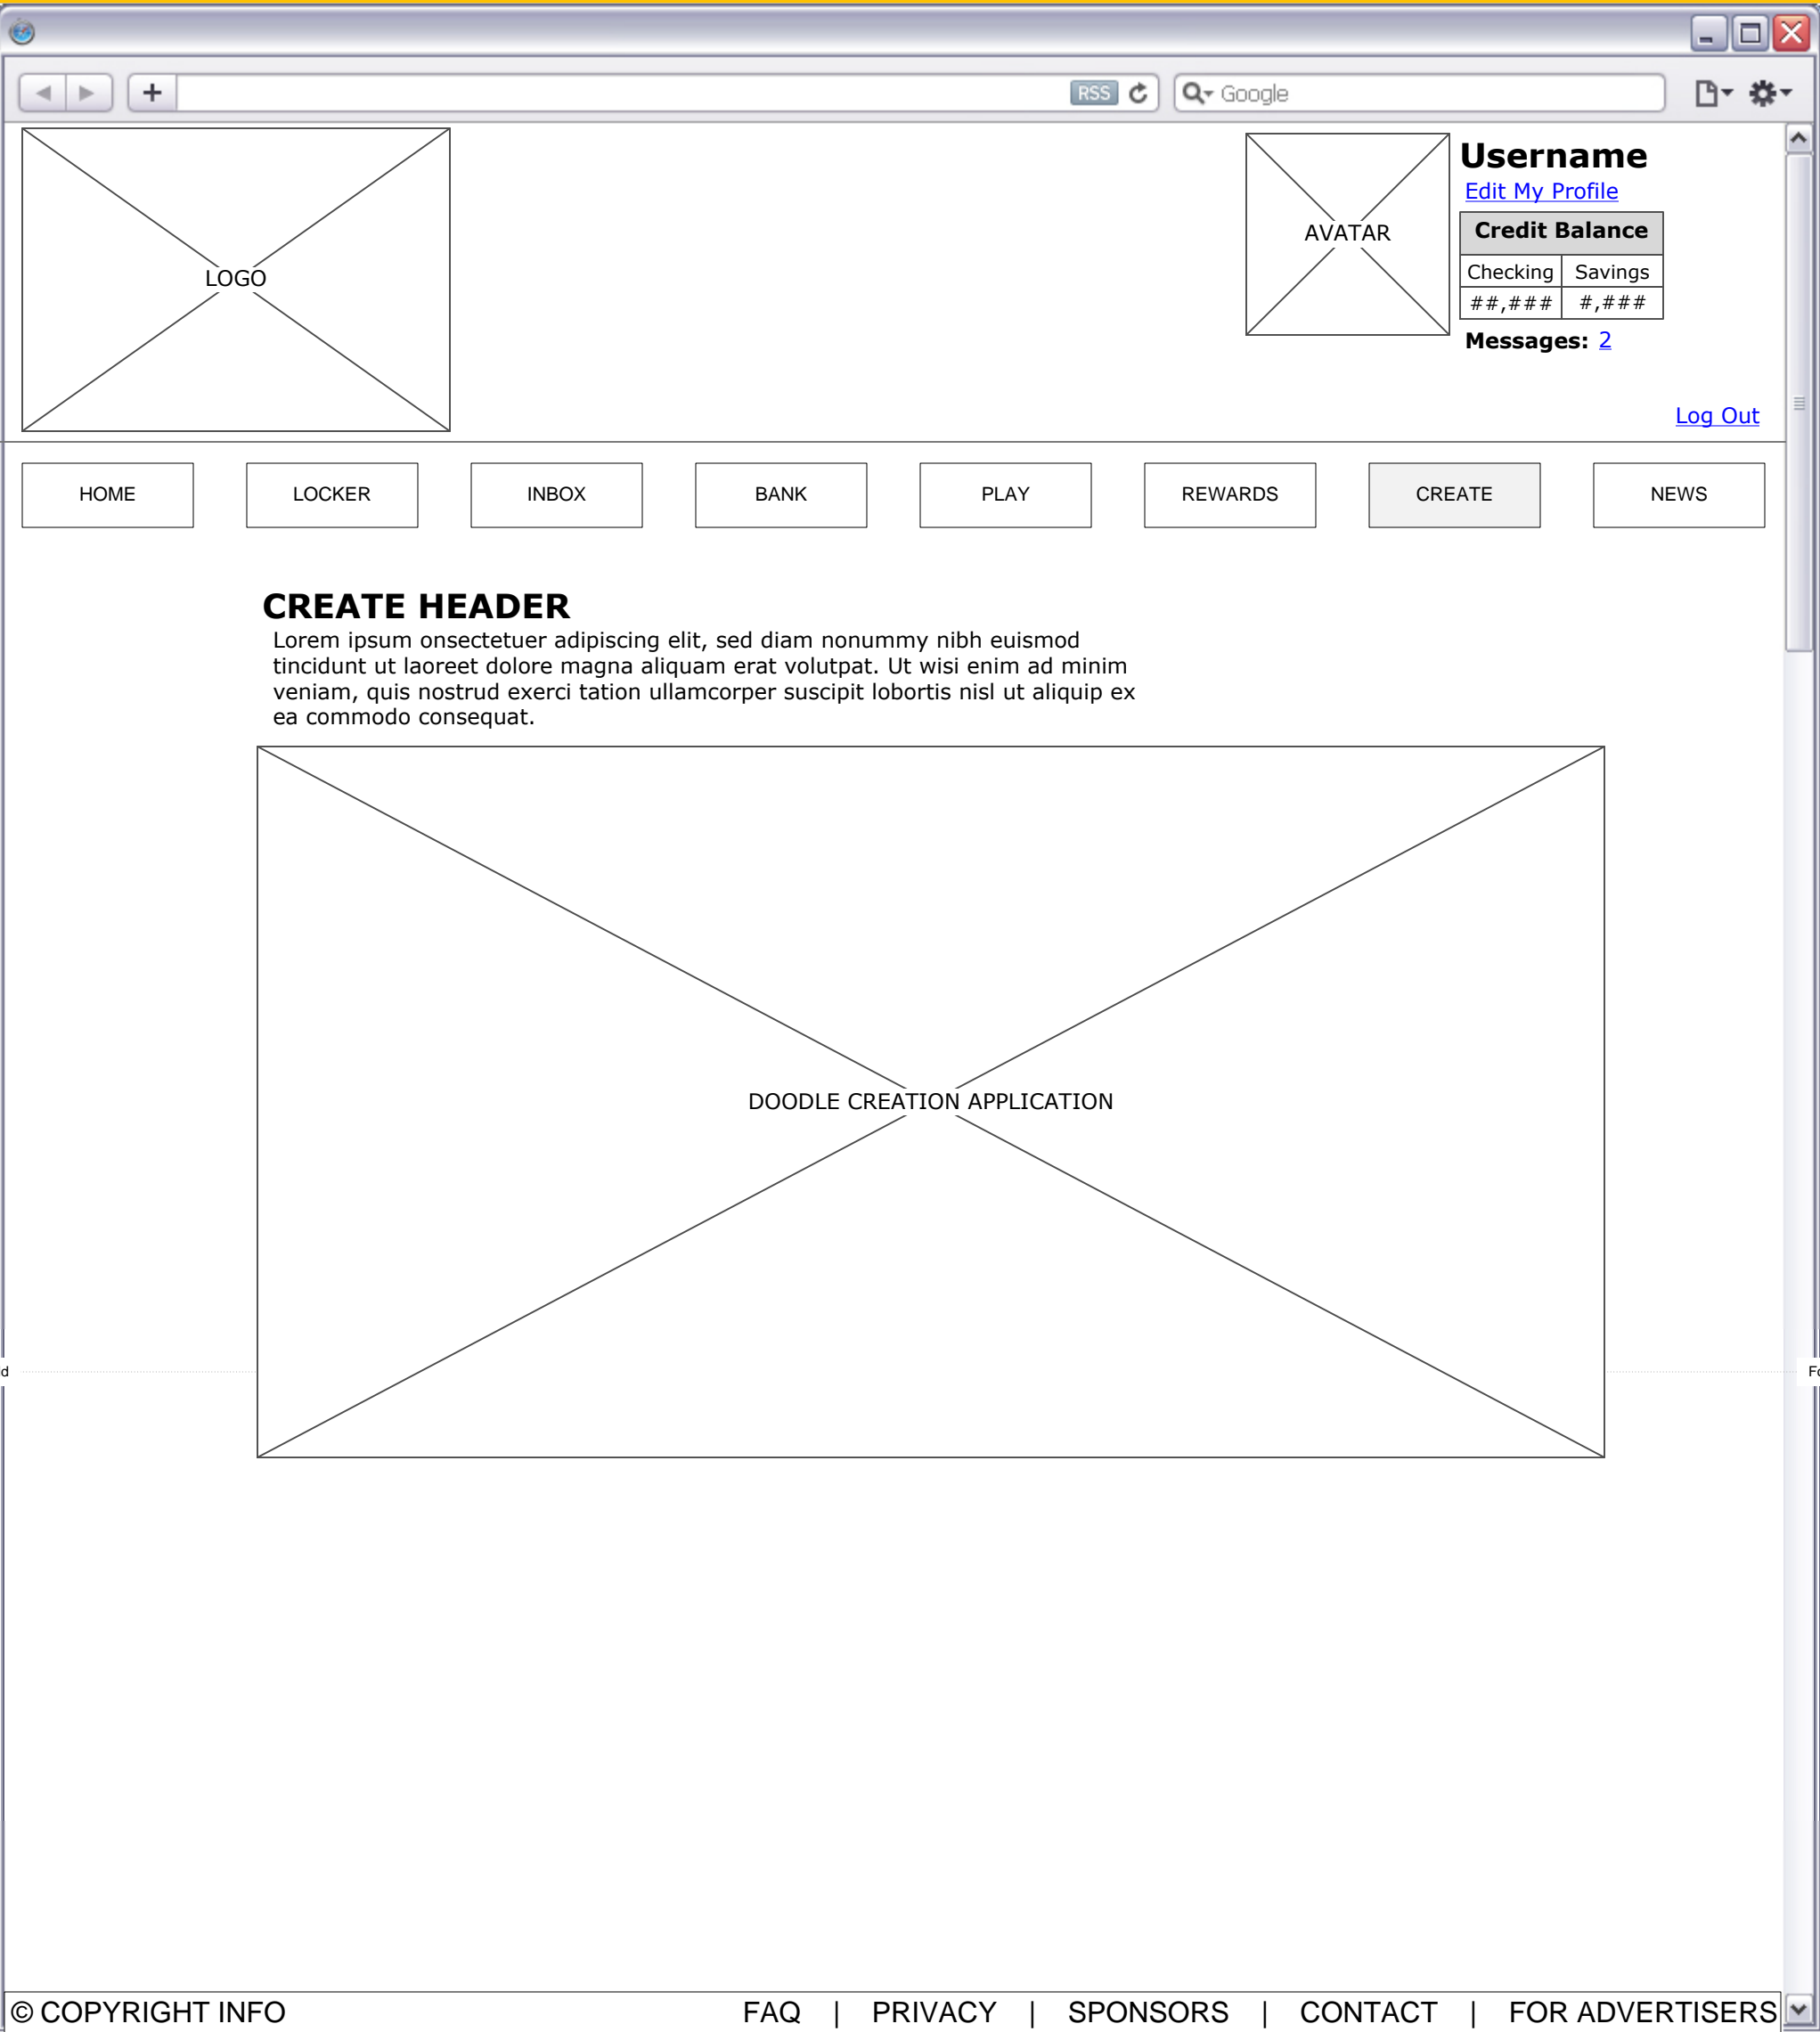 RSS
Google
LOGO
AVATAR
Username
Edit My Profile
Credit Balance
Checking Savings
##,### #,###
Messages: 2
Log Out
HOME LOCKER INBOX BANK PLAY REWARDS CREATE NEWS
CREATE HEADER
Lorem ipsum onsectetuer adipiscing elit, sed diam nonummy nibh euismod
tincidunt ut laoreet dolore magna aliquam erat volutpat. Ut wisi enim ad minim
veniam, quis nostrud exerci tation ullamcorper suscipit lobortis nisl ut aliquip ex
ea commodo consequat.
DOODLE CREATION APPLICATION
© COPYRIGHT INFO FAQ | PRIVACY | SPONSORS | CONTACT | FOR ADVERTISERS